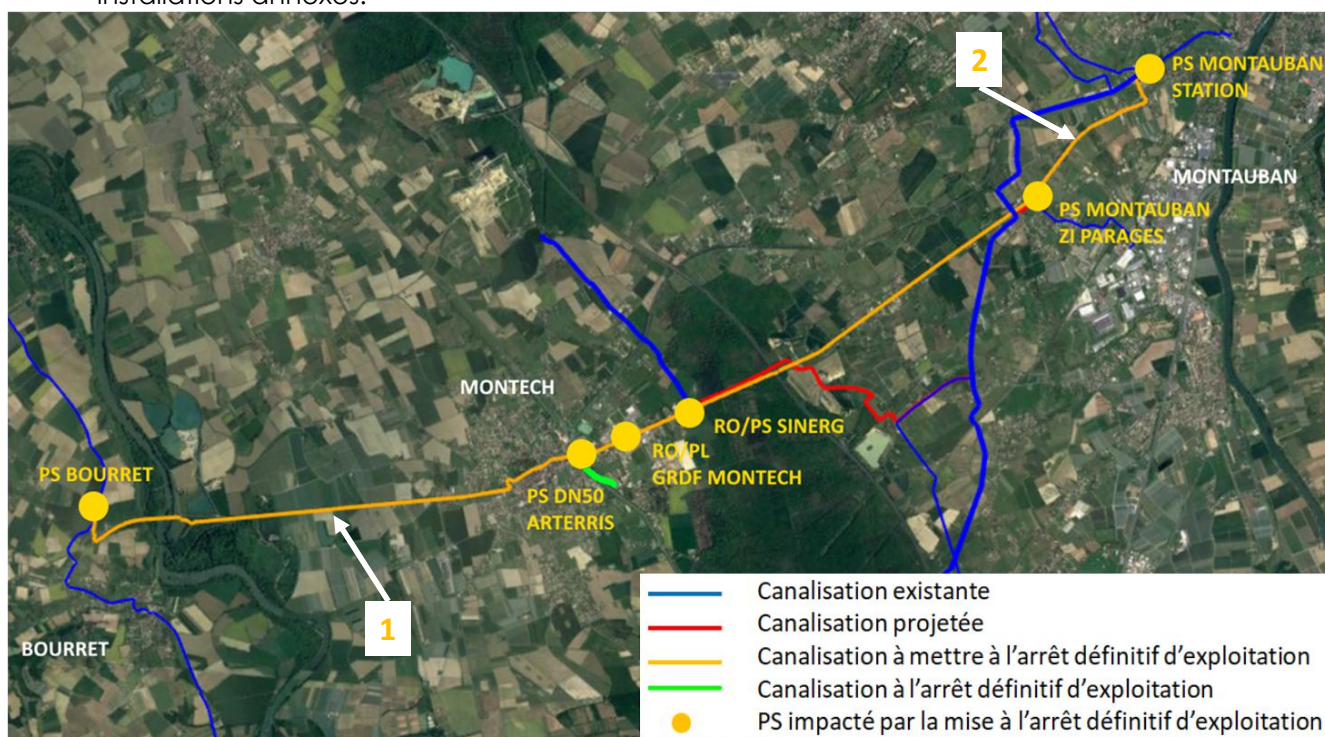 installations annexes.
2
PS MONTAUBAN
STATION
MONTAUBAN
PS MONTAUBAN
ZI PARAGES
MONTECH
RO/PS SINERG
RO/PL
GRDF MONTECH
PS BOURRET
PS DN50
ARTERRIS
1
BOURRET
Canalisation existante
Canalisation projetée
Canalisation à mettre à l’arrêt définitif d’exploitation
Canalisation à l’arrêt définitif d’exploitation
PS impacté par la mise à l’arrêt définitif d’exploitation